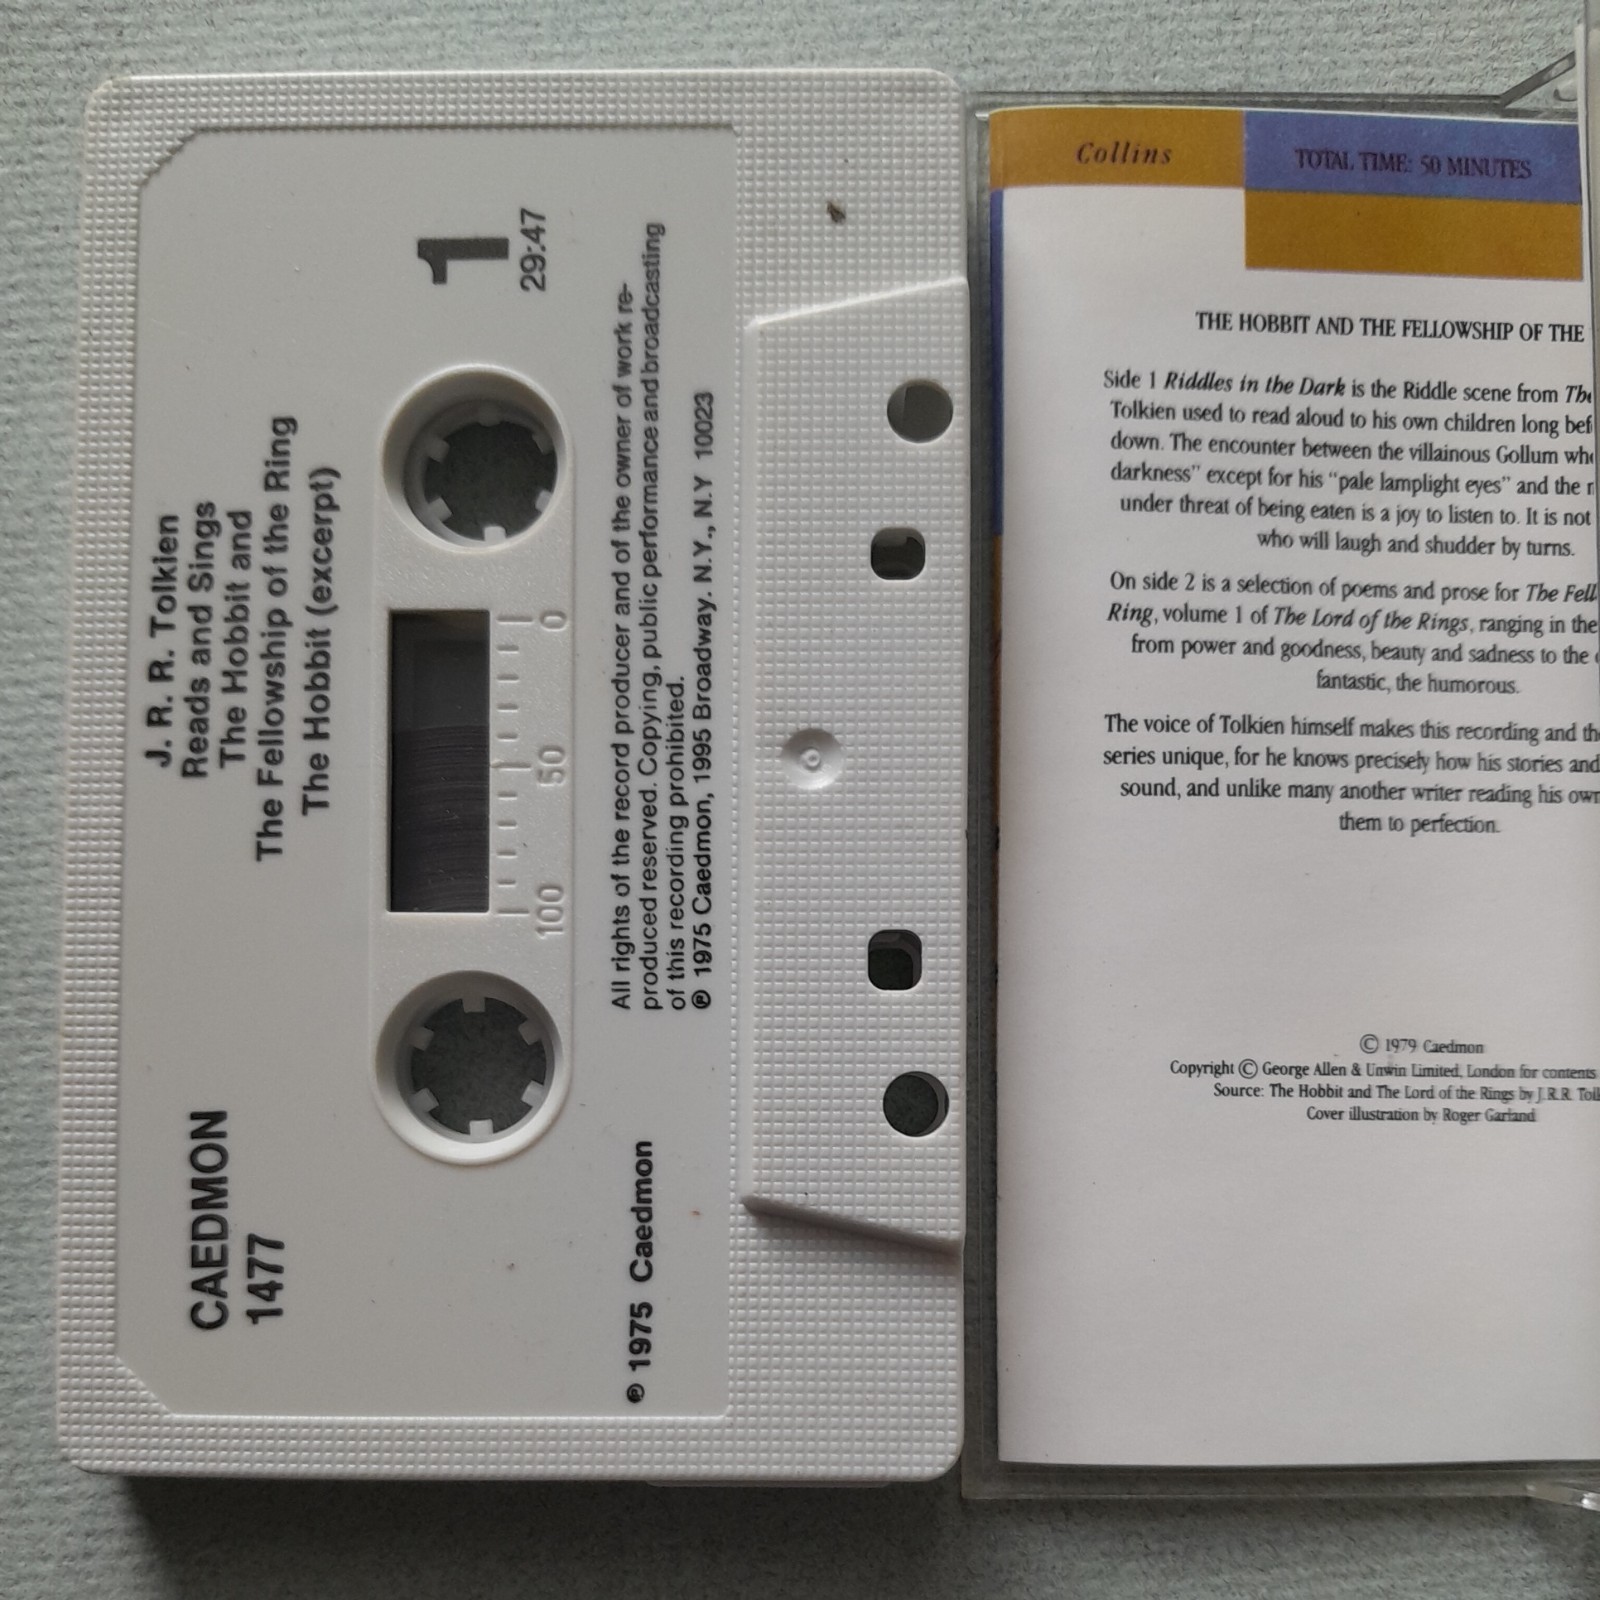 J. R. R. Tolkien
Reads and Sings
The Hobbit and
The Fellowship of the Ring
The Hobbit (excerpt)
1
29:47
CAEDMON
1477
0
50
100
All rights of the record producer and of the owner of work re-
produced reserved. Copying, public performance and broadcasting
of this recording prohibited.
℗ 1975 Caedmon, 1995 Broadway. N.Y., N.Y 10023
℗ 1975 Caedmon
Collins
TOTAL TIME: 50 MINUTES
THE HOBBIT AND THE FELLOWSHIP OF THE
Side 1 Riddles in the Dark is the Riddle scene from
Tolkien used to read aloud to his own children long
down. The encounter between the villainous Gollum
darkness” except for his “pale lamplight eyes” and the
under threat of being eaten is a joy to listen to. It is not
who will laugh and shudder by turns.
On side 2 is a selection of poems and prose for The
Ring, volume 1 of The Lord of the Rings, ranging in the
from power and goodness, beauty and sadness to the
fantastic, the humorous.
The voice of Tolkien himself makes this recording and
series unique, for he knows precisely how his stories and
sound, and unlike many another writer reading his
them to perfection.
© 1979 Caedmon
Copyright © George Allen & Unwin Limited, London for contents
Source: The Hobbit and The Lord of the Rings by J.R.R.
Cover illustration by Roger Garland